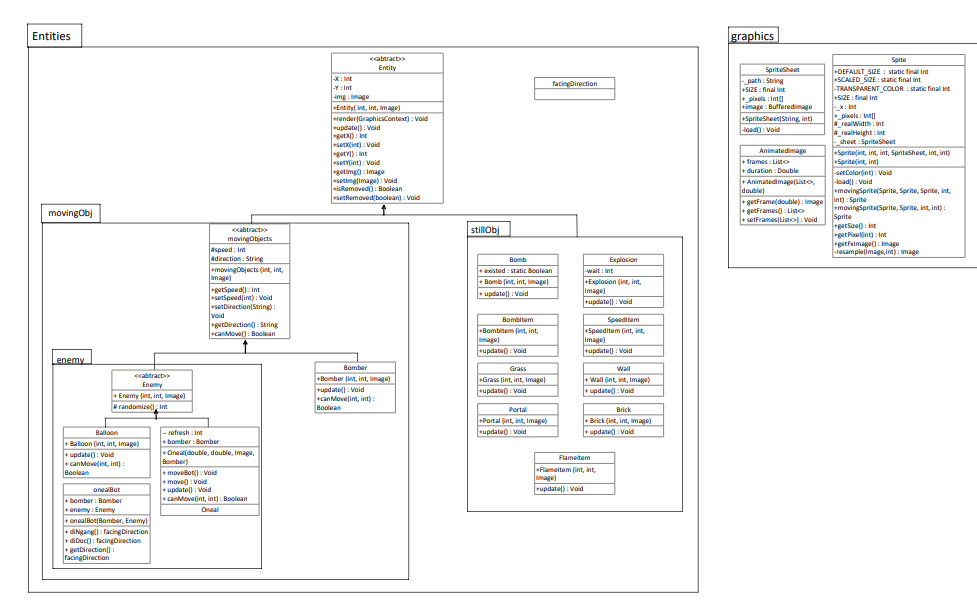 Entities
<<abtract>>
Entity
-X : Int
-Y : Int
-img : Image
+Entity( int, int, Image)
+render(GraphicsContext) : Void
+update() : Void
+getX() : Int
+setX(int) : Void
+getY() : Int
+setY(int) : Void
+getImg() : Image
+setImg(Image) : Void
+isRemoved() : Boolean
+setRemoved(boolean) : Void
facingDirection
movingObj
<<abtract>>
movingObjects
#speed : Int
#direction : String
+movingObjects (int, int,
Image)
+getSpeed() : Int
+setSpeed(int) : Void
+setDirection(String) :
Void
+getDirection() : String
+canMove() : Boolean
enemy
<<abtract>>
Enemy
+ Enemy (int, int, Image)
# randomize() : Int
Bomber
+Bomber (int, int, Image)
+update() : Void
+canMove(int, int) :
Boolean
Balloon
+ Balloon (int, int, Image)
+ update() : Void
+ canMove(int, int) :
Boolean
-- refresh : Int
+ bomber : Bomber
+ Oneal(double, double, Image,
Bomber)
+ moveBot() : Void
+ move() : Void
+ update() : Void
+ canMove(int, int) : Boolean
Oneal
onealBot
+ bomber : Bomber
+ enemy : Enemy
+ onealBot(Bomber, Enemy)
+ diNgang() : facingDirection
+ diDoc() : facingDirection
+ getDirection() :
facingDirection
stillObj
Bomb
+ existed : static Boolean
+ Bomb (int, int, Image)
+ update() : Void
Explosion
-wait : Int
+Explosion (int, int,
Image)
+update() : Void
BombItem
+BombItem (int, int,
Image)
+update() : Void
SpeedItem
+SpeedItem (int, int,
Image)
+update() : Void
Grass
+Grass (int, int, Image)
+update() : Void
Wall
+ Wall (int, int, Image)
+ update() : Void
Portal
+Portal (int, int, Image)
+update() : Void
Brick
+ Brick (int, int, Image)
+ update() : Void
FlameItem
+FlameItem (int, int,
Image)
+update() : Void
graphics
SpriteSheet
-_path : String
+SIZE : final Int
+_pixels : Int[]
+image : BufferedImage
+SpriteSheet(String, int)
-load() : Void
AnimatedImage
+ frames : List<>
+ duration : Double
+ AnimatedImage(List<>,
double)
+ getFrame(double) : Image
+ getFrames() : List<>
+ setFrames(List<>) : Void
Spite
+DEFAULT_SIZE : static final Int
+SCALED_SIZE : static final Int
-TRANSPARENT_COLOR : static final Int
+SIZE : final Int
-_x : Int
+_pixels : Int[]
#_realWidth : Int
#_realHeight : Int
-_sheet : SpriteSheet
+Sprite(int, int, int, SpriteSheet, int, int)
+Sprite(int, int)
-setColor(int) : Void
-load() : Void
+movingSprite(Sprite, Sprite, Sprite, int,
int) : Sprite
+movingSprite(Sprite, Sprite, int, int) :
Sprite
+getSize() : Int
+getPixel(int) : Int
+getFxImage() : Image
-resample(Image,int) : Image